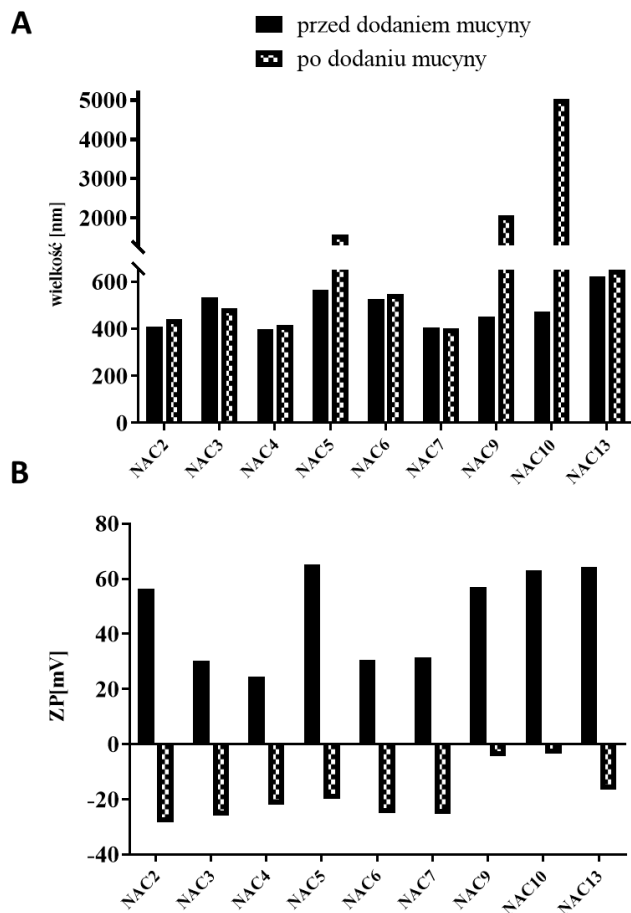 A
przed dodaniem mucyny
po dodaniu mucyny
wielkość [nm]
5000
4000
3000
2000
600
400
200
0
NAC2
NAC3
NAC4
NAC5
NAC6
NAC7
NAC9
NAC10
NAC13
B
ZP[mV]
80
60
40
20
0
-20
-40
NAC2
NAC3
NAC4
NAC5
NAC6
NAC7
NAC9
NAC10
NAC13